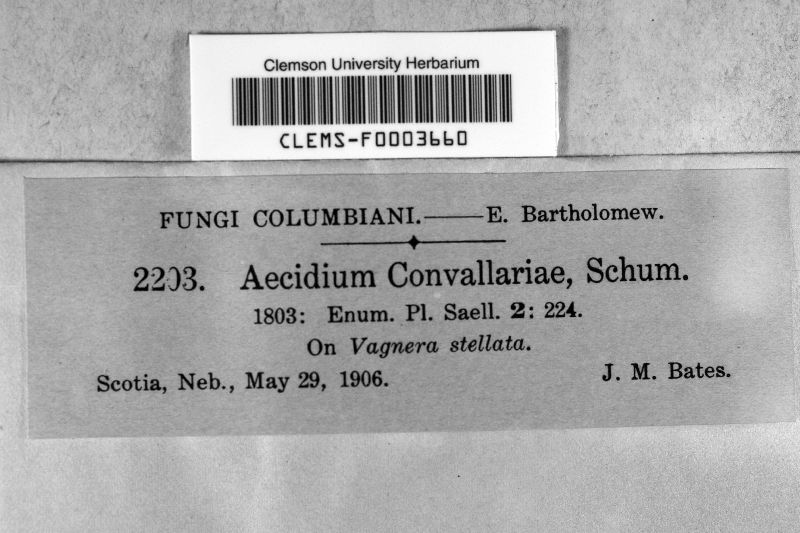 Clemson University Herbarium
CLEMS-F0003660
FUNGI COLUMBIANI.——E. Bartholomew.
2203. Aecidium Convallariae, Schum.
1803: Enum. Pl. Saell. 2: 224.
On Vagnera stellata.
Scotia, Neb., May 29, 1906. J. M. Bates.